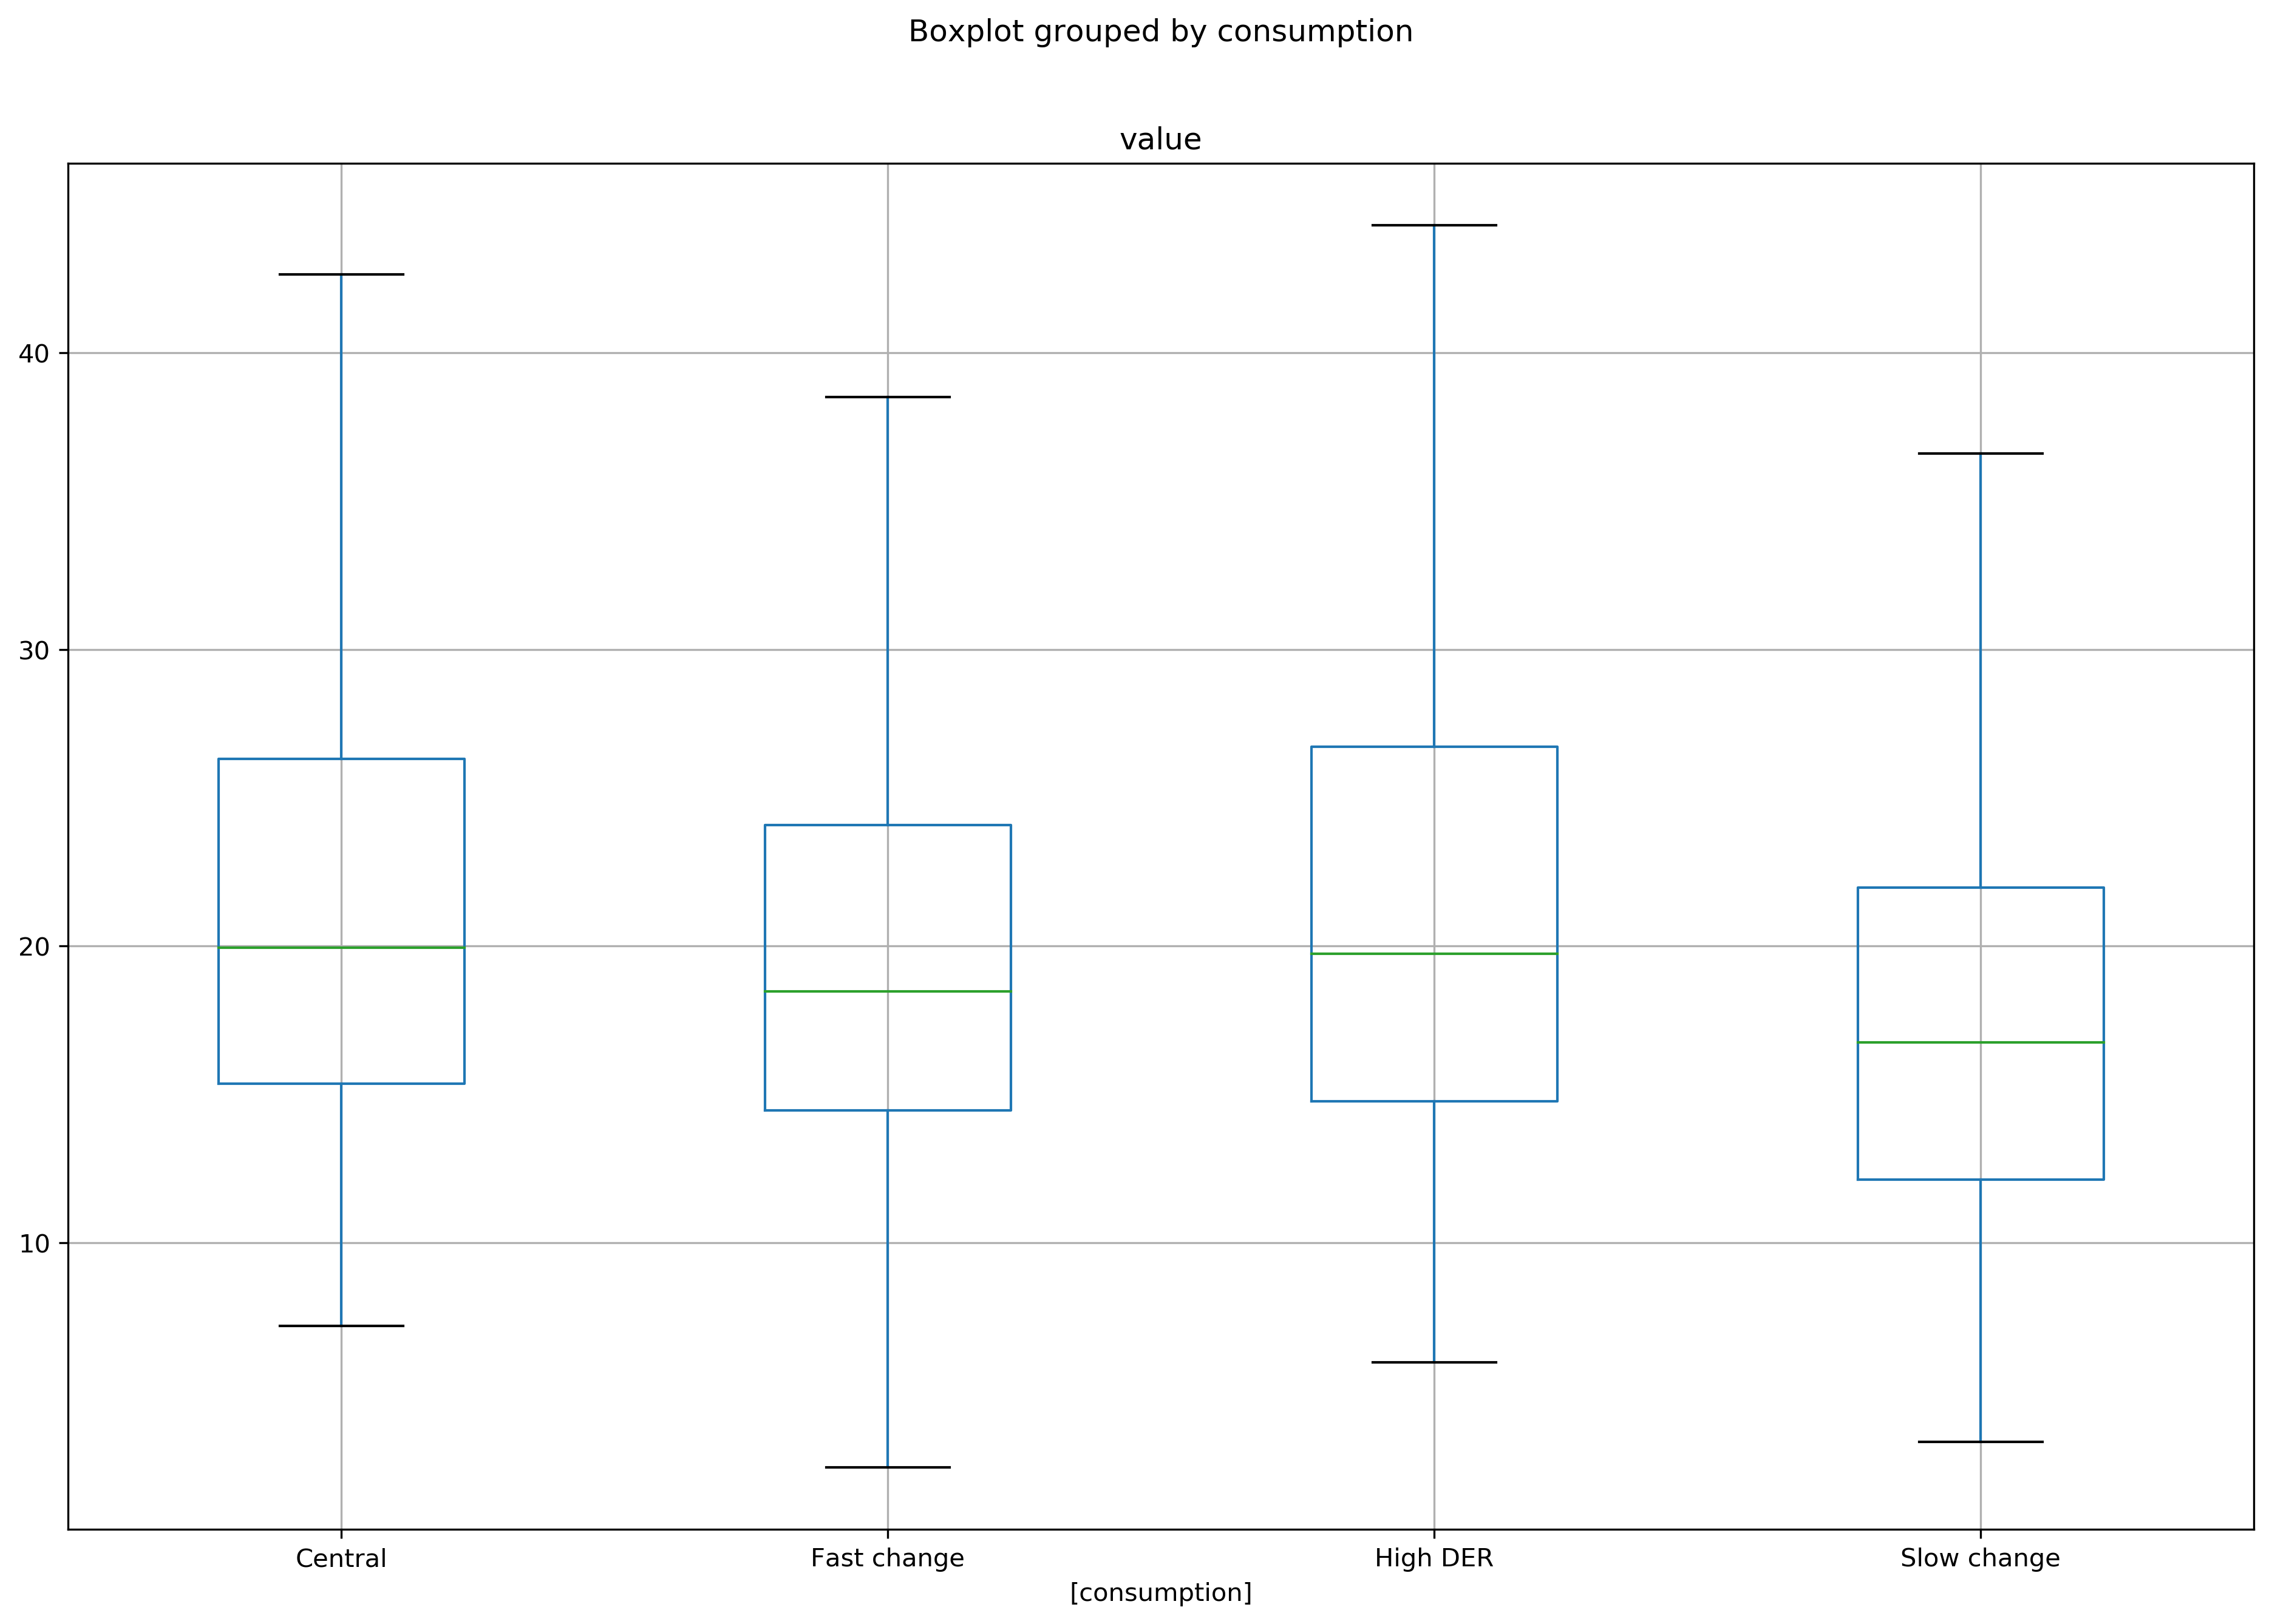 Boxplot grouped by consumption
value
40
30
20
10
Central Fast change High DER Slow change
[consumption]